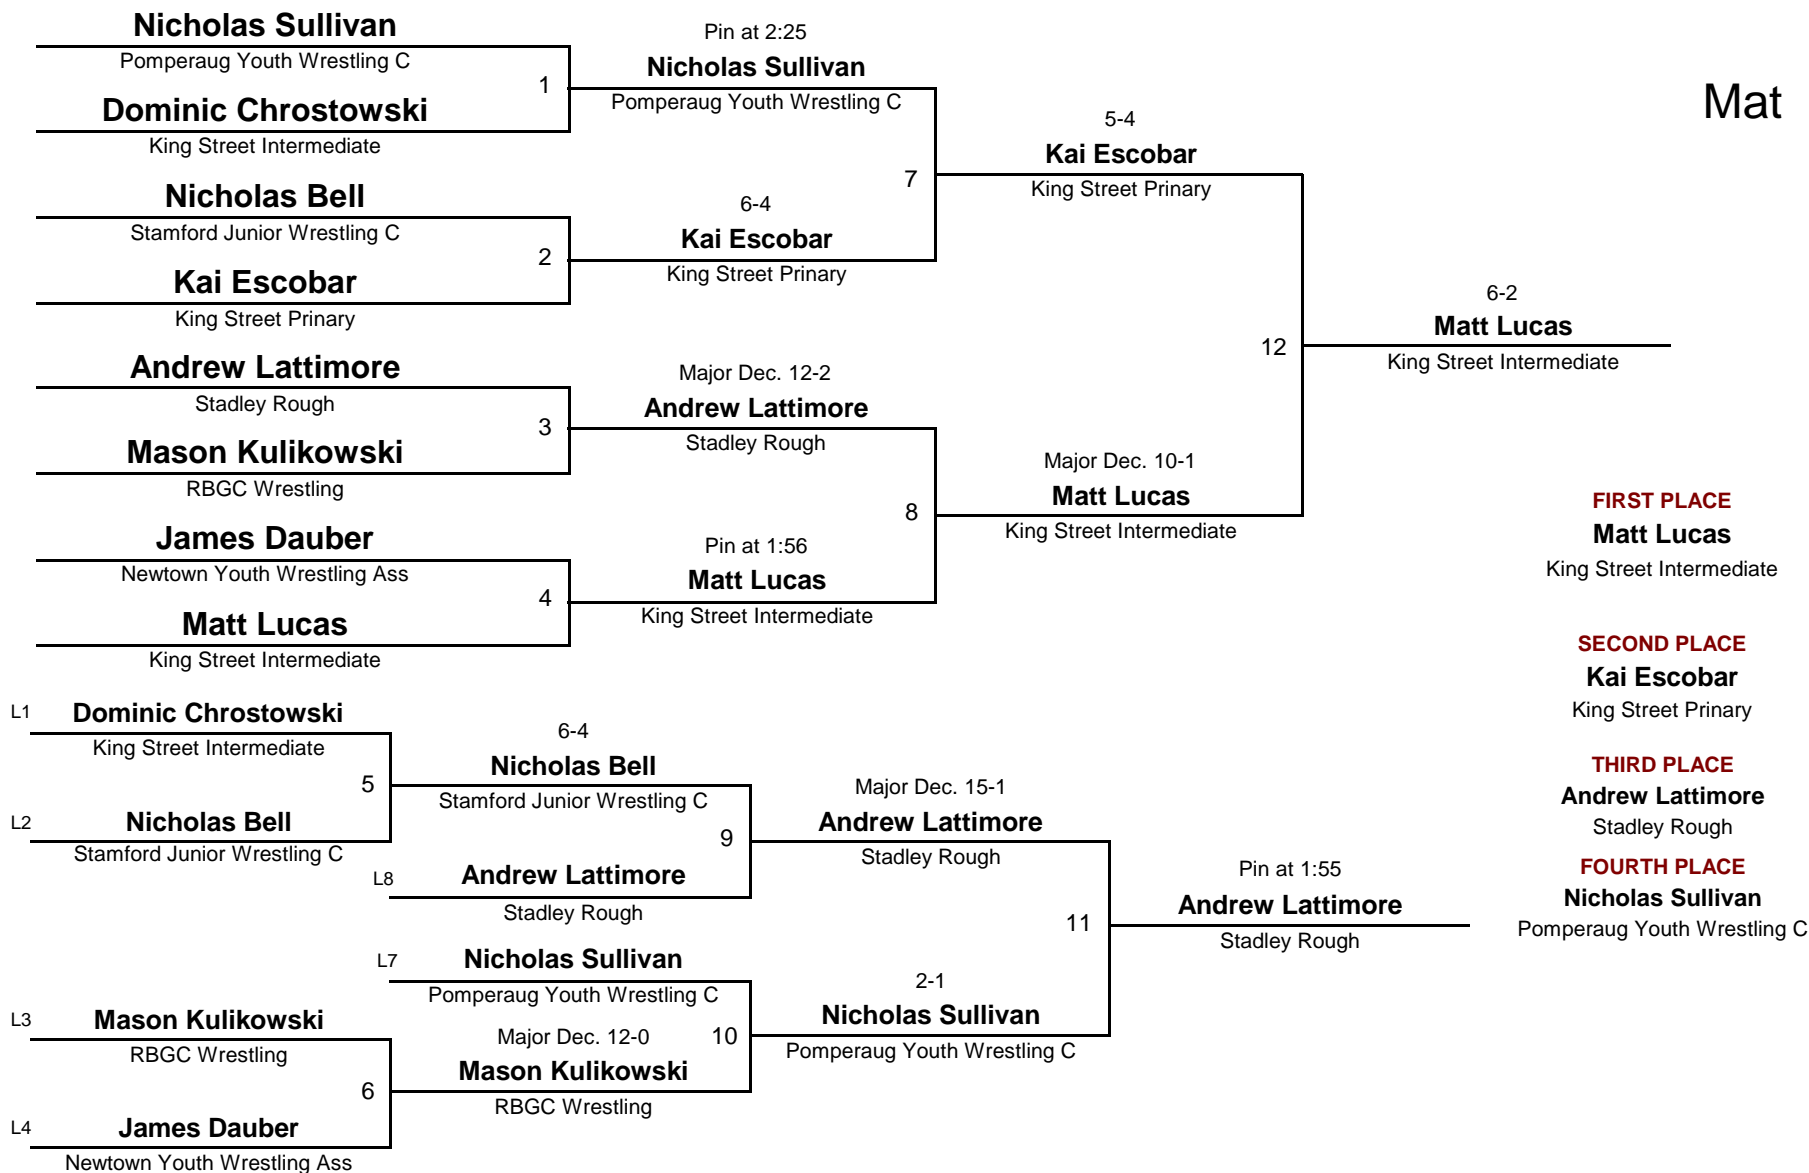 Nicholas Sullivan
Pomperaug Youth Wrestling C
1
Dominic Chrostowski
King Street Intermediate
Nicholas Bell
Stamford Junior Wrestling C
2
Kai Escobar
King Street Prinary
Andrew Lattimore
Stadley Rough
3
Mason Kulikowski
RBGC Wrestling
James Dauber
Newtown Youth Wrestling Ass
4
Matt Lucas
King Street Intermediate
Pin at 2:25
Nicholas Sullivan
Pomperaug Youth Wrestling C
7
6-4
Kai Escobar
King Street Prinary
Major Dec. 12-2
Andrew Lattimore
Stadley Rough
8
Pin at 1:56
Matt Lucas
King Street Intermediate
5-4
Kai Escobar
King Street Prinary
12
Major Dec. 10-1
Matt Lucas
King Street Intermediate
6-2
Matt Lucas
King Street Intermediate
Mat
L1
Dominic Chrostowski
King Street Intermediate
5
L2
Nicholas Bell
Stamford Junior Wrestling C
L3
Mason Kulikowski
RBGC Wrestling
6
L4
James Dauber
Newtown Youth Wrestling Ass
6-4
Nicholas Bell
Stamford Junior Wrestling C
9
L8
Andrew Lattimore
Stadley Rough
L7
Nicholas Sullivan
Pomperaug Youth Wrestling C
10
Major Dec. 12-0
Mason Kulikowski
RBGC Wrestling
Major Dec. 15-1
Andrew Lattimore
Stadley Rough
11
2-1
Nicholas Sullivan
Pomperaug Youth Wrestling C
Pin at 1:55
Andrew Lattimore
Stadley Rough
FIRST PLACE
Matt Lucas
King Street Intermediate
SECOND PLACE
Kai Escobar
King Street Prinary
THIRD PLACE
Andrew Lattimore
Stadley Rough
FOURTH PLACE
Nicholas Sullivan
Pomperaug Youth Wrestling C